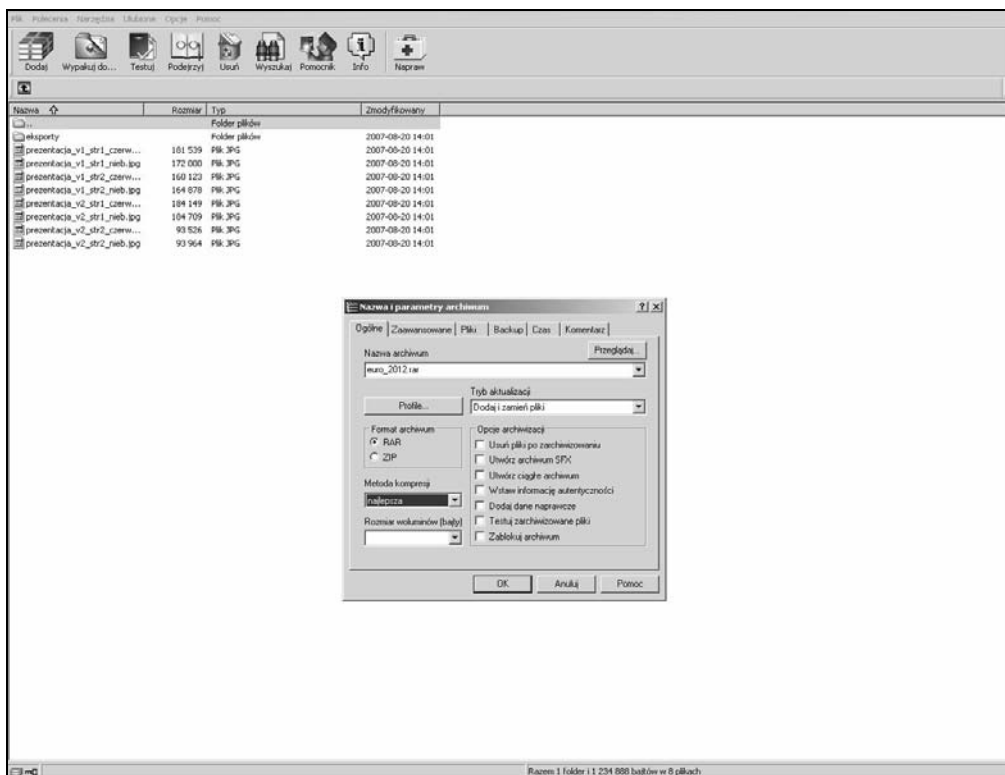 Plik Polecenia Narzędzia Ulubione Opcje Pomoc
Dodaj Wypakuj do... Testuj Podejrzyj Usuń Wyszukaj Pomocnik Info Napraw
Nazwa Rozmiar Typ Zmodyfikowany
.. Folder plików
eksporty Folder plików 2007-08-20 14:01
prezentacja_v1_str1_czerw... 181 539 Plik JPG 2007-08-20 14:01
prezentacja_v1_str1_nieb.jpg 172 000 Plik JPG 2007-08-20 14:01
prezentacja_v1_str2_czerw... 160 123 Plik JPG 2007-08-20 14:01
prezentacja_v1_str2_nieb.jpg 164 878 Plik JPG 2007-08-20 14:01
prezentacja_v2_str1_czerw... 184 149 Plik JPG 2007-08-20 14:01
prezentacja_v2_str1_nieb.jpg 184 709 Plik JPG 2007-08-20 14:01
prezentacja_v2_str2_czerw... 93 526 Plik JPG 2007-08-20 14:01
prezentacja_v2_str2_nieb.jpg 93 964 Plik JPG 2007-08-20 14:01
Nazwa i parametry archiwum
Ogólne Zaawansowane Pliki Backup Czas Komentarz
Nazwa archiwum Przeglądaj...
euro_2012.rar
Tryb aktualizacji
Profile... Dodaj i zamień pliki
Format archiwum
RAR
ZIP
Metoda kompresji
najlepsza
Rozmiar woluminów (bajty)
Opcje archiwizacji
Usuń pliki po zarchiwizowaniu
Utwórz archiwum SFX
Utwórz ciągłe archiwum
Wstaw informację autentyczności
Dodaj dane naprawcze
Testuj zarchiwizowane pliki
Zablokuj archiwum
OK Anuluj Pomoc
Razem 1 folder i 1 234 888 bajtów w 8 plikach